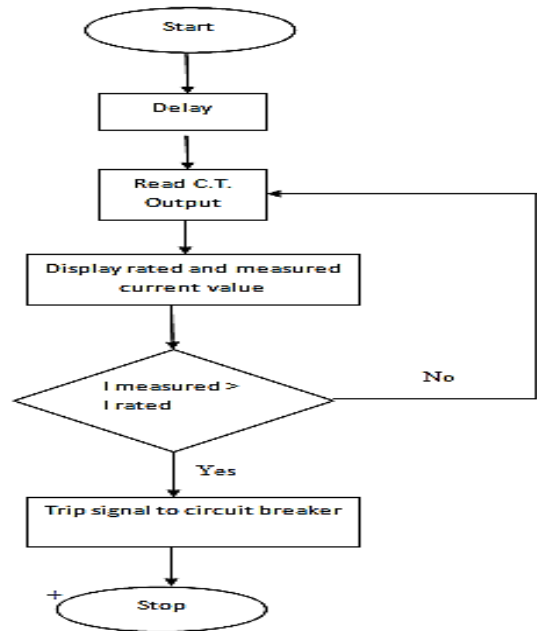 Start
Delay
Read C.T.
Output
Display rated and measured
current value
I measured >
I rated
No
Yes
Trip signal to circuit breaker
+
Stop